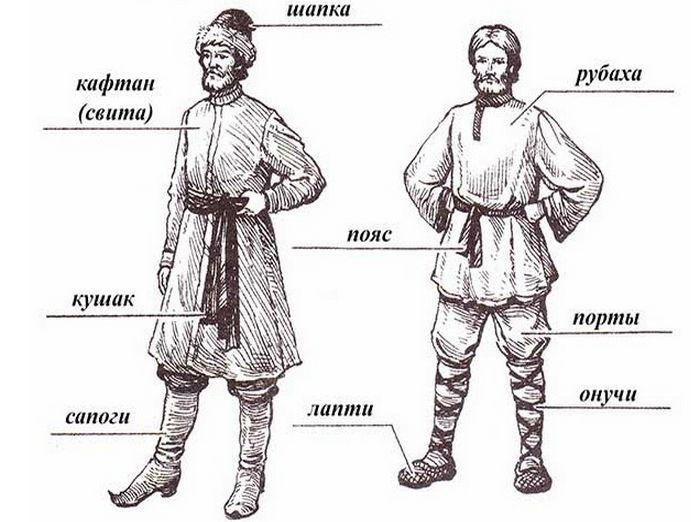 шапка
кафтан
(свита)
рубаха
пояс
кушак
порты
сапоги
лапти
онучи